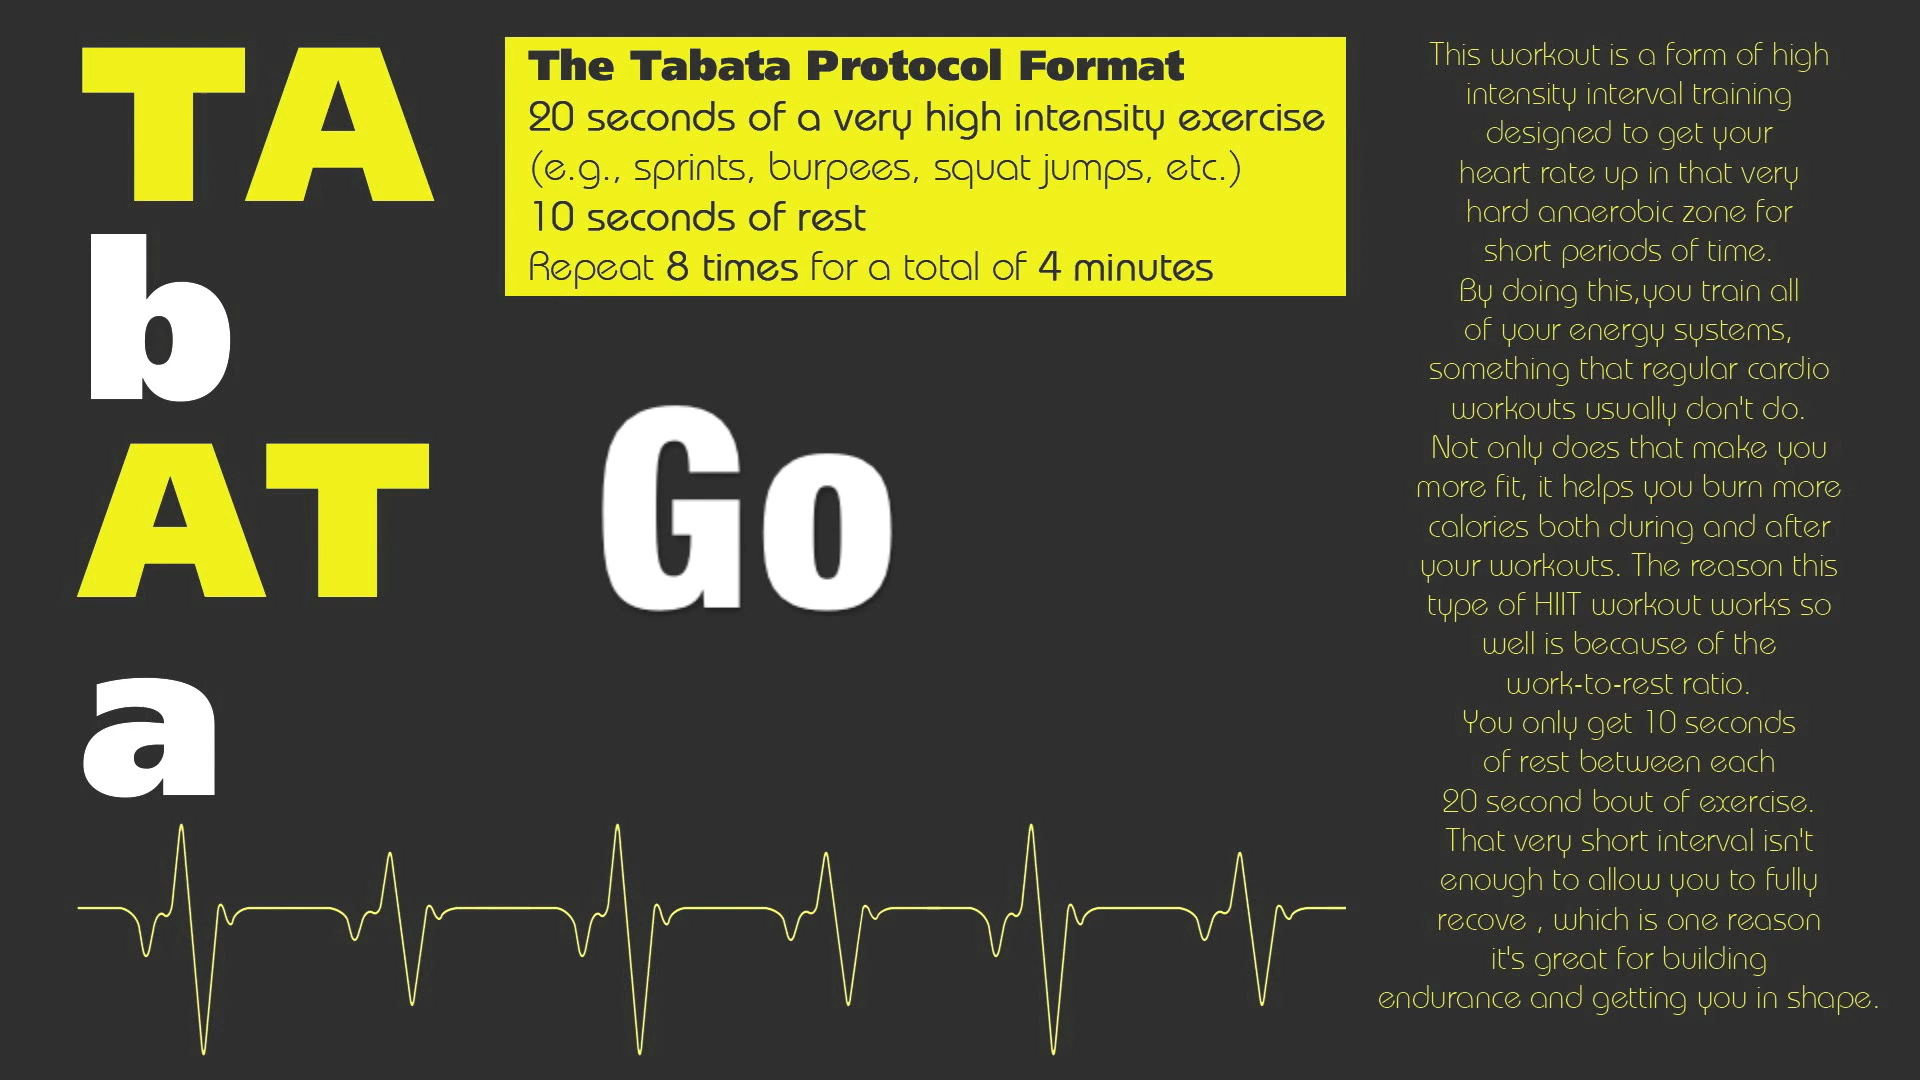 TA
b
AT
a
The Tabata Protocol Format
20 seconds of a very high intensity exercise
(e.g., sprints, burpees, squat jumps, etc.)
10 seconds of rest
Repeat 8 times for a total of 4 minutes
Go
This workout is a form of high
intensity interval training
designed to get your
heart rate up in that very
hard anaerobic zone for
short periods of time.
By doing this,you train all
of your energy systems,
something that regular cardio
workouts usually don't do.
Not only does that make you
more fit, it helps you burn more
calories both during and after
your workouts. The reason this
type of HIIT workout works so
well is because of the
work-to-rest ratio.
You only get 10 seconds
of rest between each
20 second bout of exercise.
That very short interval isn't
enough to allow you to fully
recove , which is one reason
it's great for building
endurance and getting you in shape.